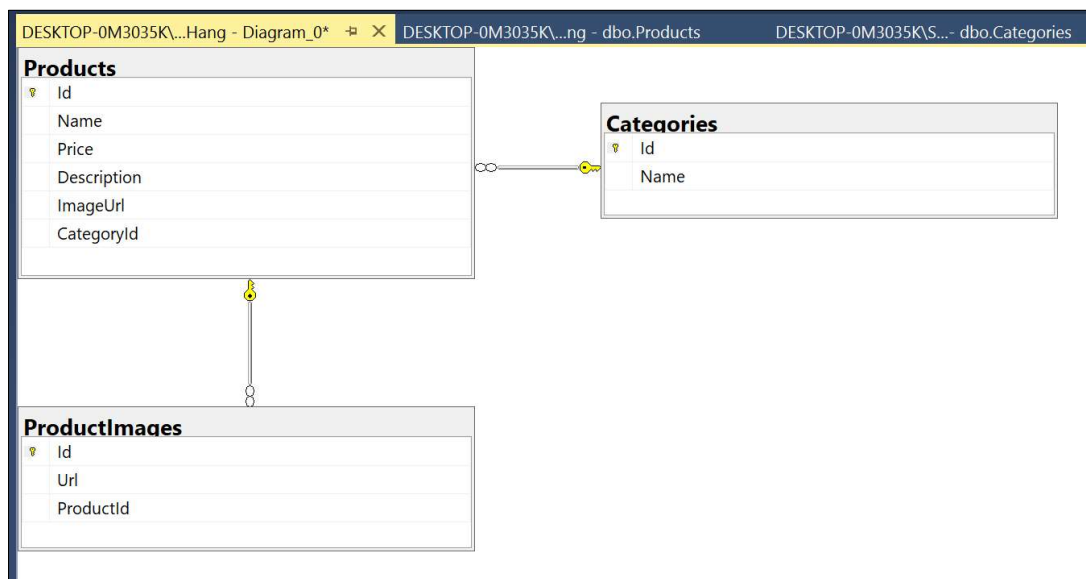 DESKTOP-0M3035K\...Hang - Diagram_0*
DESKTOP-0M3035K\...ng - dbo.Products
DESKTOP-0M3035K\S...- dbo.Categories
Products
Id
Name
Price
Description
ImageUrl
CategoryId
Categories
Id
Name
ProductImages
Id
Url
ProductId